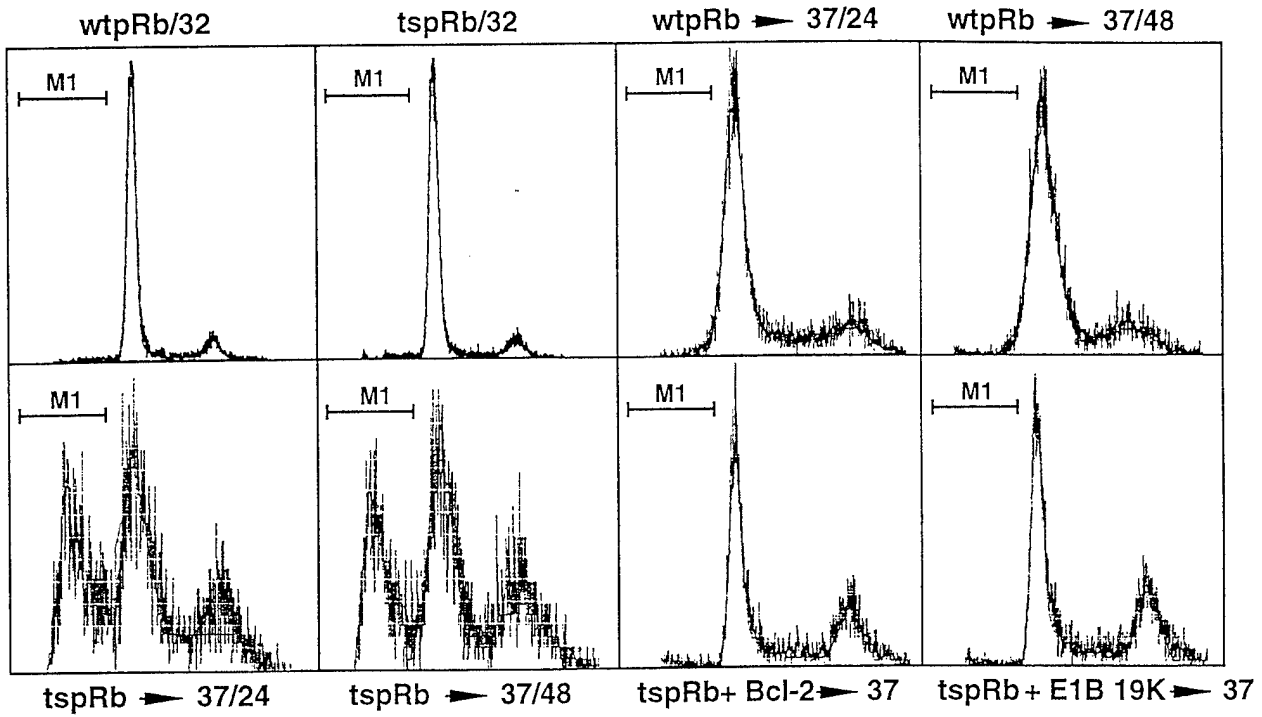 wtpRb/32
tspRb/32
wtpRb → 37/24
wtpRb → 37/48
M1
M1
M1
M1
M1
M1
M1
M1
tspRb → 37/24
tspRb → 37/48
tspRb+ Bcl-2 → 37
tspRb + E1B 19K → 37